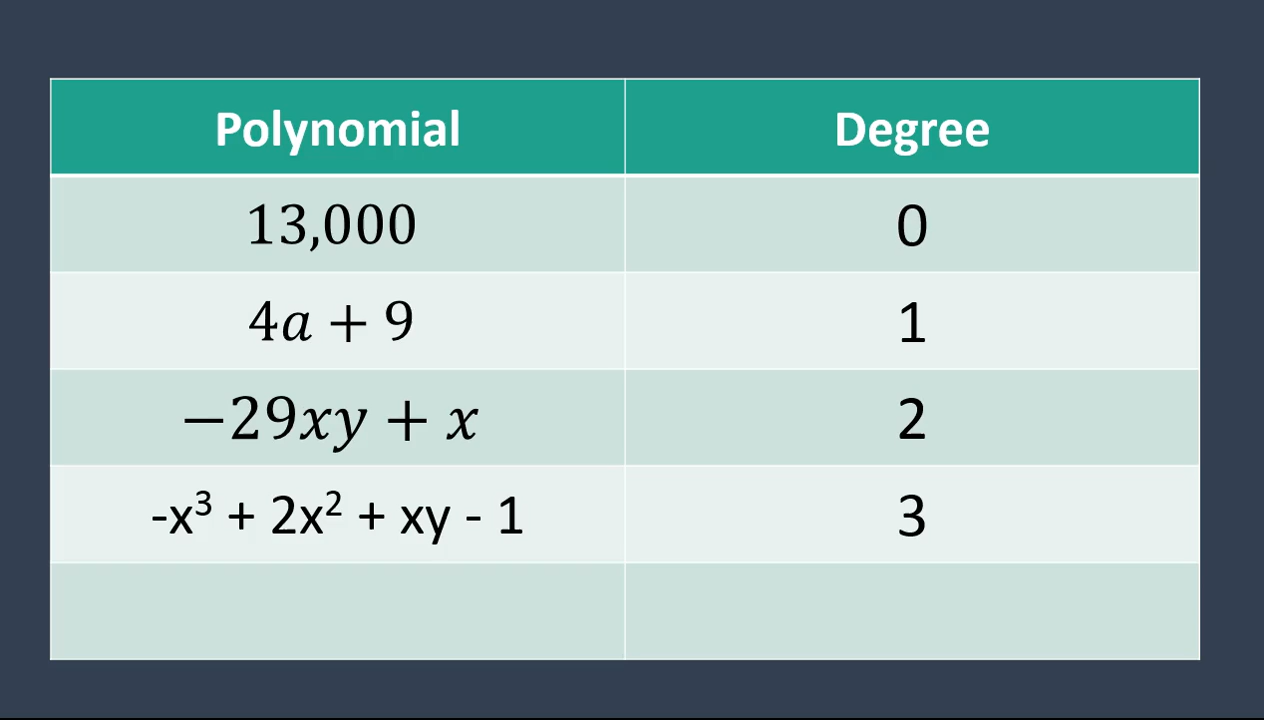 Polynomial Degree
13,000 0
4a + 9 1
−29xy + x 2
-x³ + 2x² + xy - 1 3